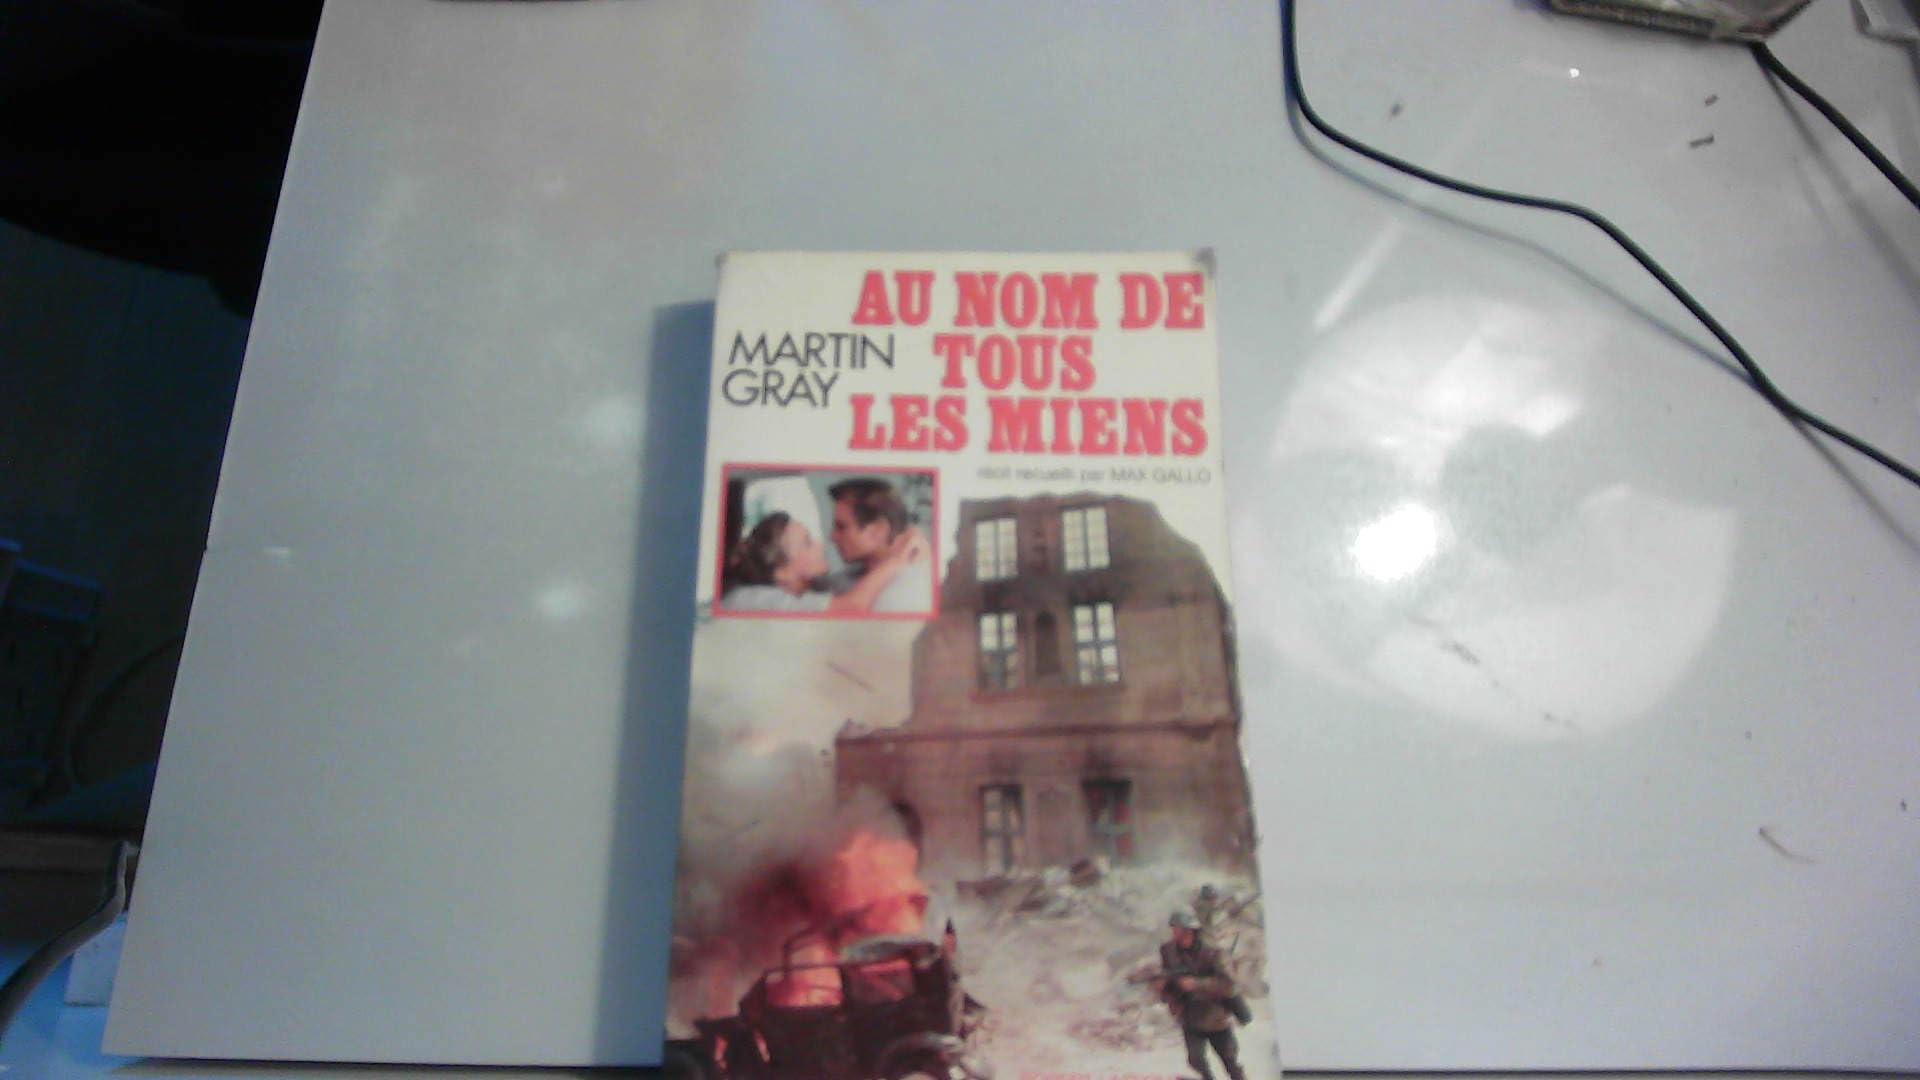 AU NOM DE
TOUS
LES MIENS
MARTIN
GRAY
récit recueilli par MAX GALLO